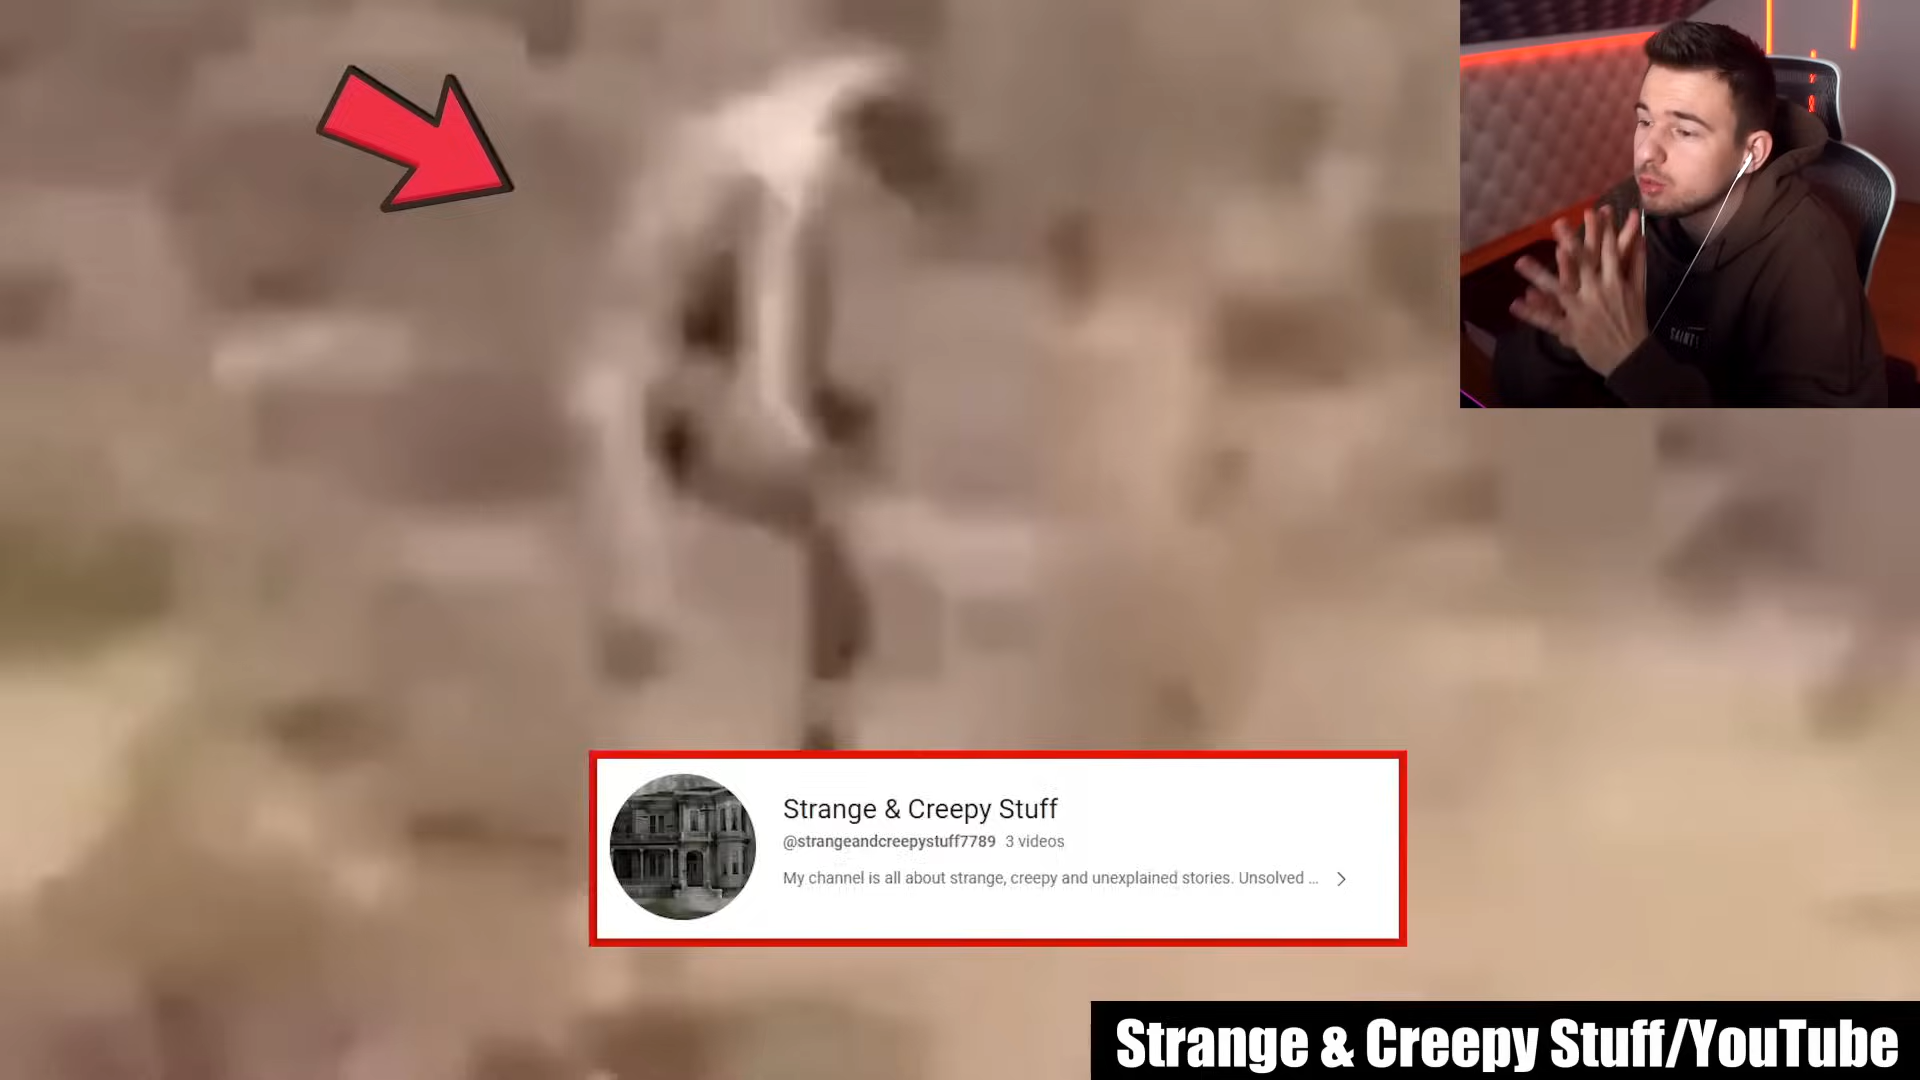 SAINT!
Strange & Creepy Stuff
@strangeandcreepystuff7789 3 videos
My channel is all about strange, creepy and unexplained stories. Unsolved ...
Strange & Creepy Stuff/YouTube